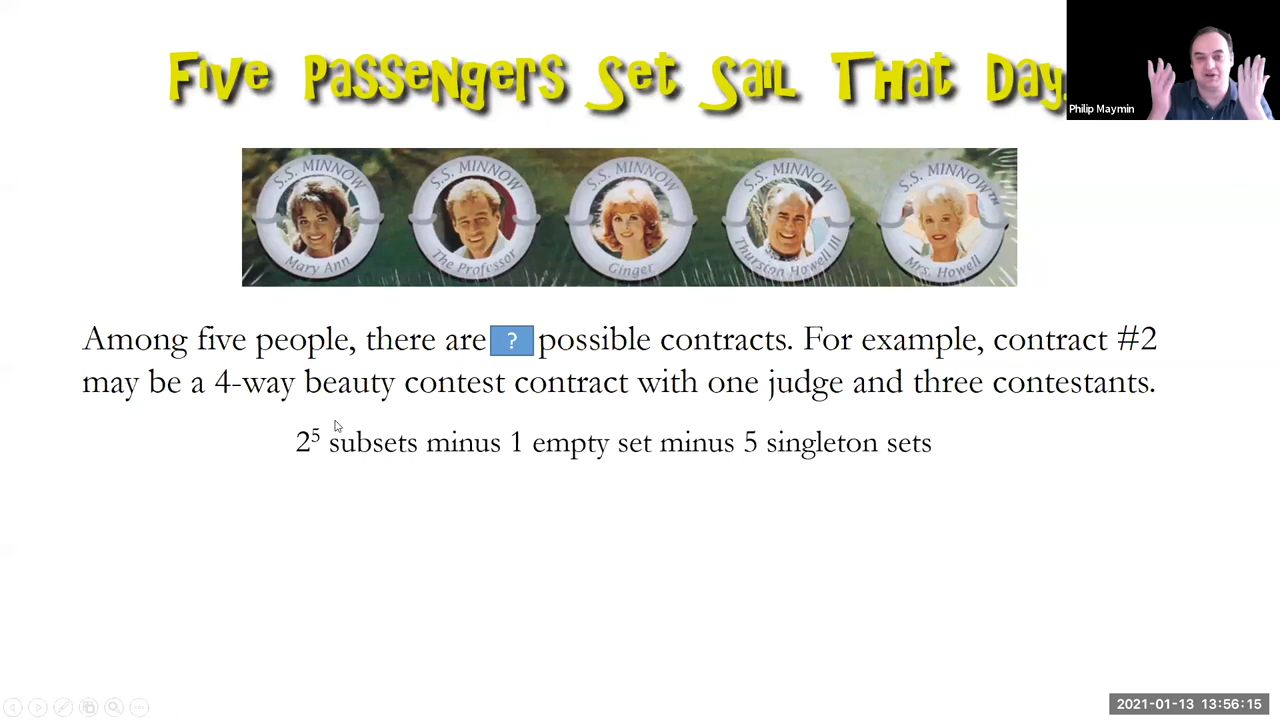 Five Passengers Set Sail That Day.
Philip Maymin
S.S. MINNOW S.S. MINNOW S.S. MINNOW S.S. MINNOW S.S. MINNOW™
Mary Ann The Professor Ginger Thurston Howell III Mrs. Howell
Among five people, there are ? possible contracts. For example, contract #2
may be a 4-way beauty contest contract with one judge and three contestants.
2⁵ subsets minus 1 empty set minus 5 singleton sets
2021-01-13 13:56:15